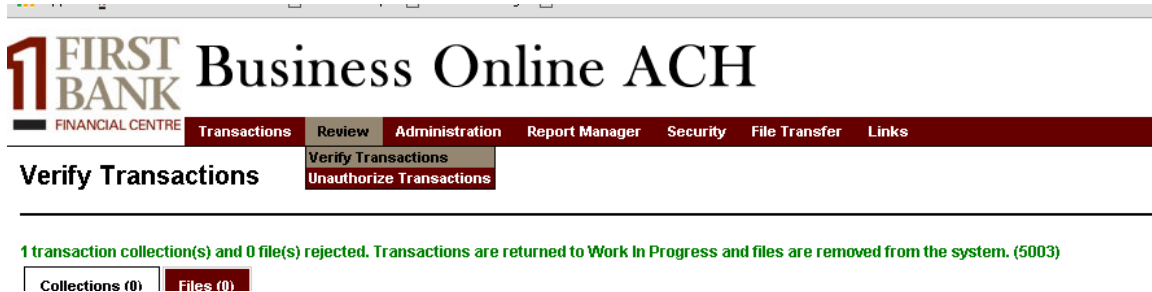 1 FIRST BANK
FINANCIAL CENTRE
Business Online ACH
Transactions Review Administration Report Manager Security File Transfer Links
Verify Transactions
Unauthorize Transactions
Verify Transactions
1 transaction collection(s) and 0 file(s) rejected. Transactions are returned to Work In Progress and files are removed from the system. (5003)
Collections (0) Files (0)